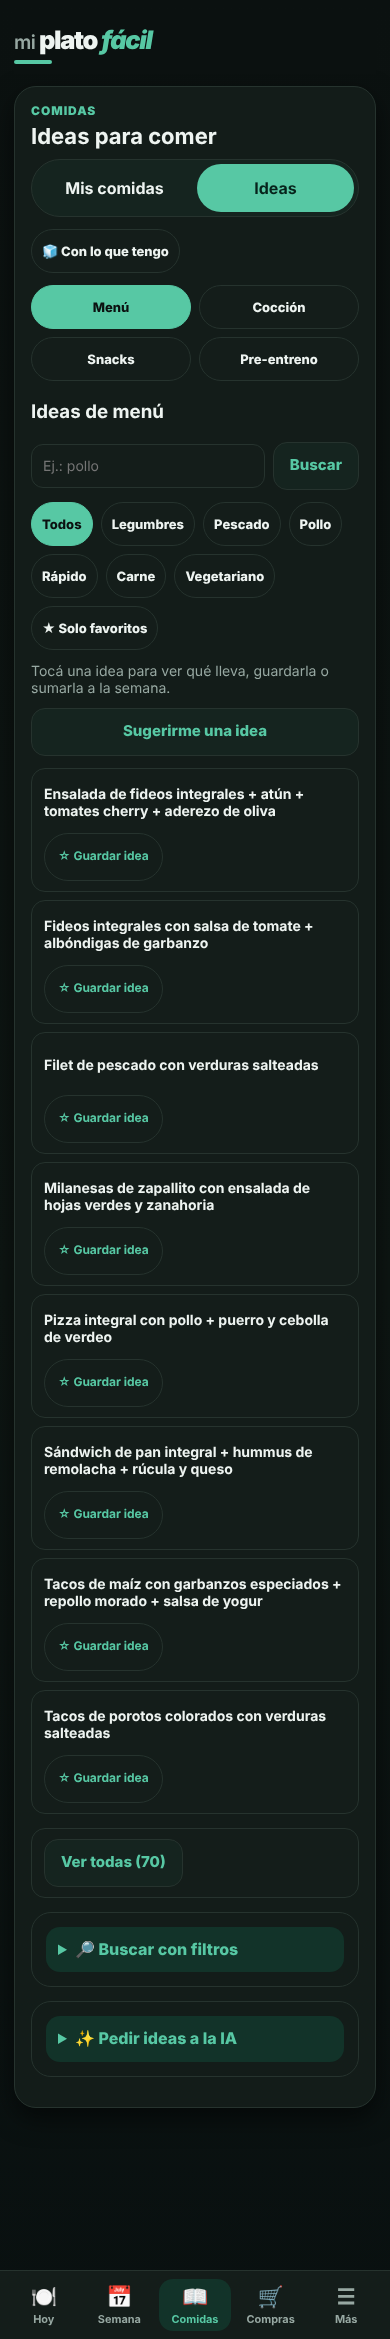 mi plato fácil
COMIDAS
Ideas para comer
Mis comidas Ideas
🧊 Con lo que tengo
Menú Cocción
Snacks Pre-entreno
Ideas de menú
Ej.: pollo Buscar
Todos Legumbres Pescado Pollo
Rápido Carne Vegetariano
★ Solo favoritos
Tocá una idea para ver qué lleva, guardarla o
sumarla a la semana.
Sugerirme una idea
Ensalada de fideos integrales + atún +
tomates cherry + aderezo de oliva
☆ Guardar idea
Fideos integrales con salsa de tomate +
albóndigas de garbanzo
☆ Guardar idea
Filet de pescado con verduras salteadas
☆ Guardar idea
Milanesas de zapallito con ensalada de
hojas verdes y zanahoria
☆ Guardar idea
Pizza integral con pollo + puerro y cebolla
de verdeo
☆ Guardar idea
Sándwich de pan integral + hummus de
remolacha + rúcula y queso
☆ Guardar idea
Tacos de maíz con garbanzos especiados +
repollo morado + salsa de yogur
☆ Guardar idea
Tacos de porotos colorados con verduras
salteadas
☆ Guardar idea
Ver todas (70)
▶ 🔎 Buscar con filtros
▶ ✨ Pedir ideas a la IA
Hoy Semana Comidas Compras Más